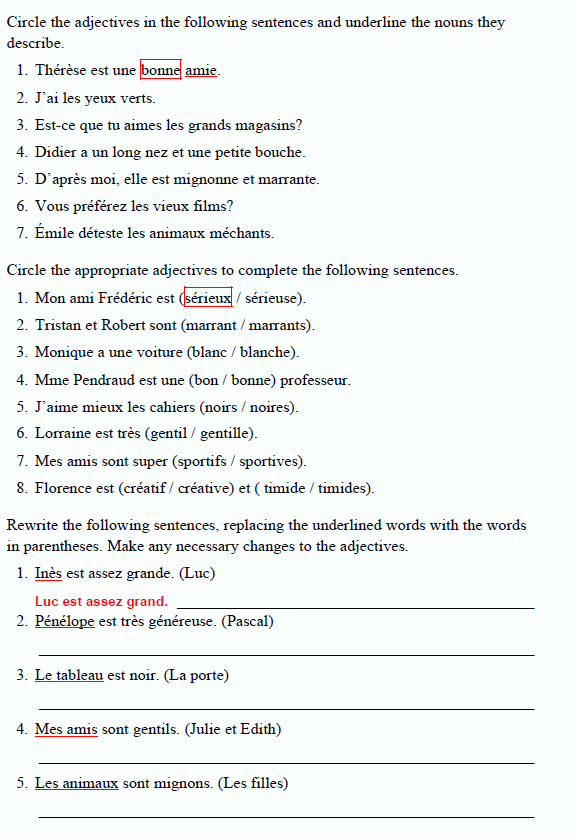 Circle the adjectives in the following sentences and underline the nouns they
describe.
1. Thérèse est une bonne amie.
2. J'ai les yeux verts.
3. Est-ce que tu aimes les grands magasins?
4. Didier a un long nez et une petite bouche.
5. D'après moi, elle est mignonne et marrante.
6. Vous préférez les vieux films?
7. Émile déteste les animaux méchants.
Circle the appropriate adjectives to complete the following sentences.
1. Mon ami Frédéric est (sérieux / sérieuse).
2. Tristan et Robert sont (marrant / marrants).
3. Monique a une voiture (blanc / blanche).
4. Mme Pendraud est une (bon / bonne) professeur.
5. J'aime mieux les cahiers (noirs / noires).
6. Lorraine est très (gentil / gentille).
7. Mes amis sont super (sportifs / sportives).
8. Florence est (créatif / créative) et ( timide / timides).
Rewrite the following sentences, replacing the underlined words with the words
in parentheses. Make any necessary changes to the adjectives.
1. Inès est assez grande. (Luc)
Luc est assez grand.
2. Pénélope est très généreuse. (Pascal)
3. Le tableau est noir. (La porte)
4. Mes amis sont gentils. (Julie et Edith)
5. Les animaux sont mignons. (Les filles)